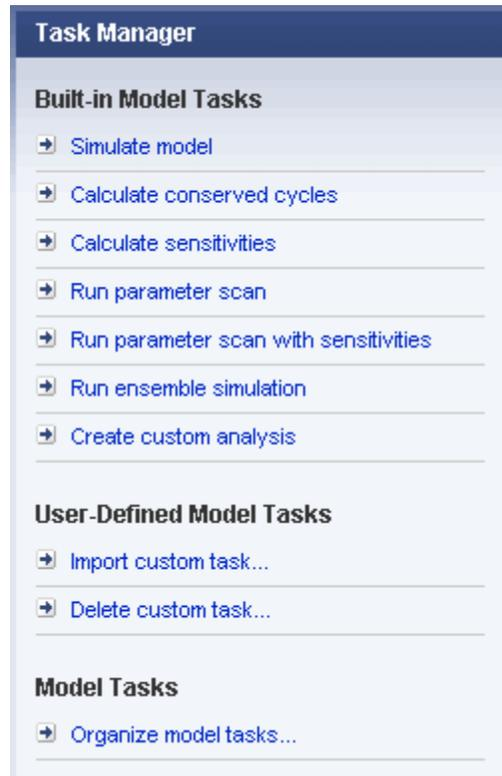 Task Manager
Built-in Model Tasks
Simulate model
Calculate conserved cycles
Calculate sensitivities
Run parameter scan
Run parameter scan with sensitivities
Run ensemble simulation
Create custom analysis
User-Defined Model Tasks
Import custom task...
Delete custom task...
Model Tasks
Organize model tasks...